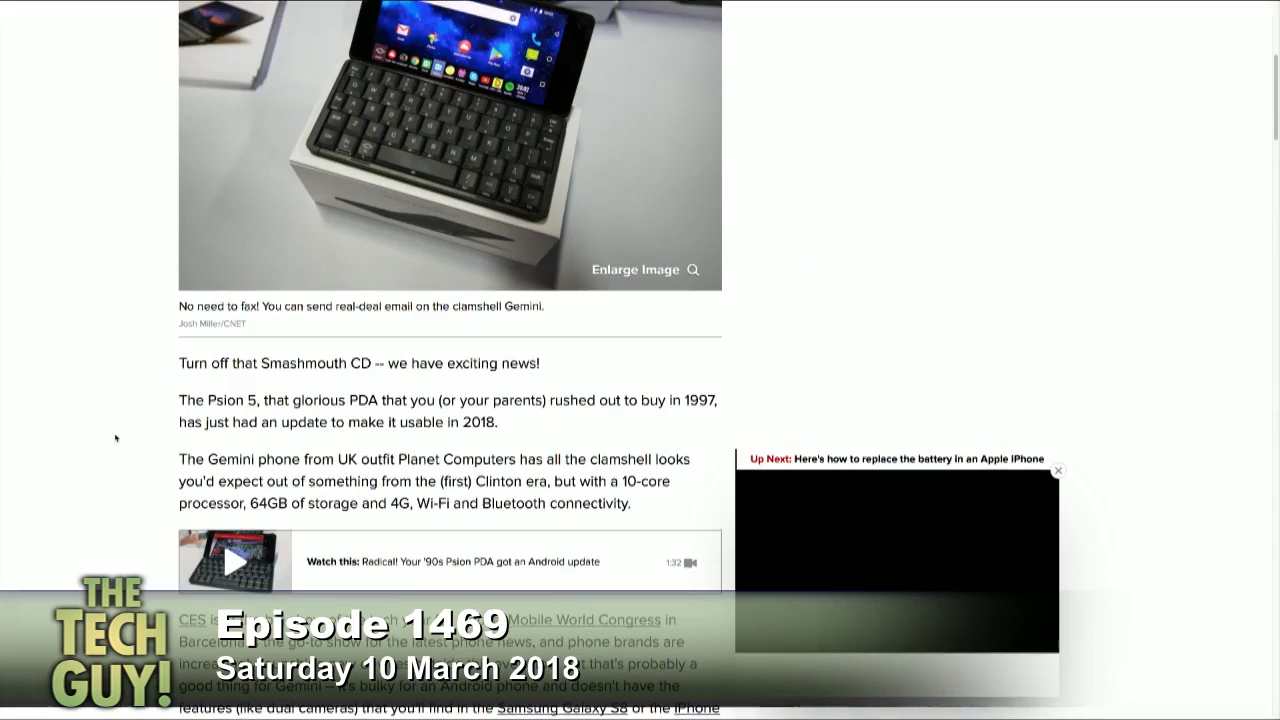 Enlarge Image
No need to fax! You can send real-deal email on the clamshell Gemini.
Josh Miller/CNET
Turn off that Smashmouth CD -- we have exciting news!
The Psion 5, that glorious PDA that you (or your parents) rushed out to buy in 1997,
has just had an update to make it usable in 2018.
The Gemini phone from UK outfit Planet Computers has all the clamshell looks
you'd expect out of something from the (first) Clinton era, but with a 10-core
processor, 64GB of storage and 4G, Wi-Fi and Bluetooth connectivity.
Up Next: Here's how to replace the battery in an Apple iPhone
Watch this: Radical! Your '90s Psion PDA got an Android update
1:32
CES is
Mobile World Congress in
Barcelona
the go-to show for the latest phone news, and phone brands are
that's probably a
good thing for Gemini -- it's bulky for an Android phone and doesn't have the
features (like dual cameras) that you'll find in the Samsung Galaxy S8 or the iPhone
THE
TECH
GUY!
Episode 1469
Saturday 10 March 2018